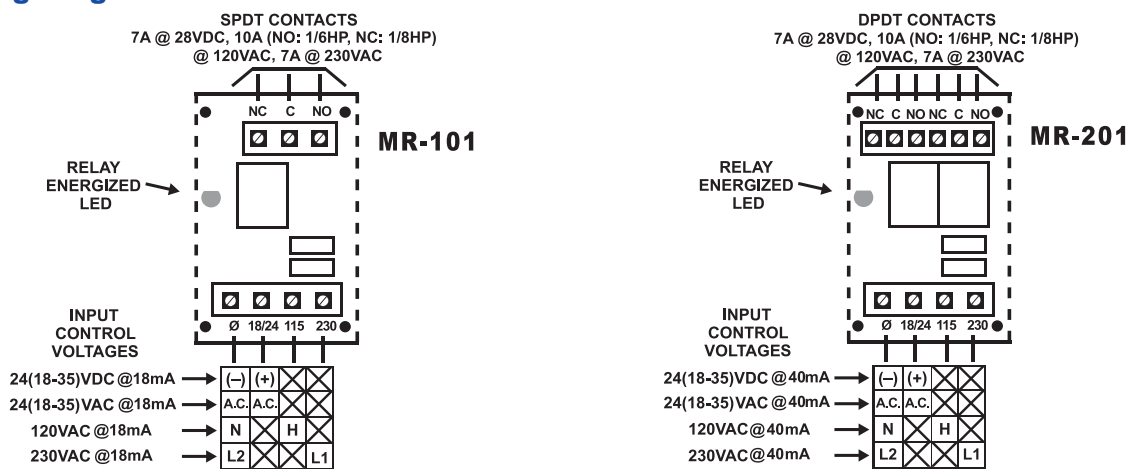 SPDT CONTACTS
7A @ 28VDC, 10A (NO: 1/6HP, NC: 1/8HP)
@ 120VAC, 7A @ 230VAC
NC C NO
MR-101
RELAY
ENERGIZED
LED
Ø 18/24 115 230
INPUT
CONTROL
VOLTAGES
24(18-35)VDC @18mA (–) (+)
24(18-35)VAC @18mA A.C. A.C.
120VAC @18mA N H
230VAC @18mA L2 L1
DPDT CONTACTS
7A @ 28VDC, 10A (NO: 1/6HP, NC: 1/8HP)
@ 120VAC, 7A @ 230VAC
NC C NO NC C NO
MR-201
RELAY
ENERGIZED
LED
Ø 18/24 115 230
INPUT
CONTROL
VOLTAGES
24(18-35)VDC @40mA (–) (+)
24(18-35)VAC @40mA A.C. A.C.
120VAC @40mA N H
230VAC @40mA L2 L1